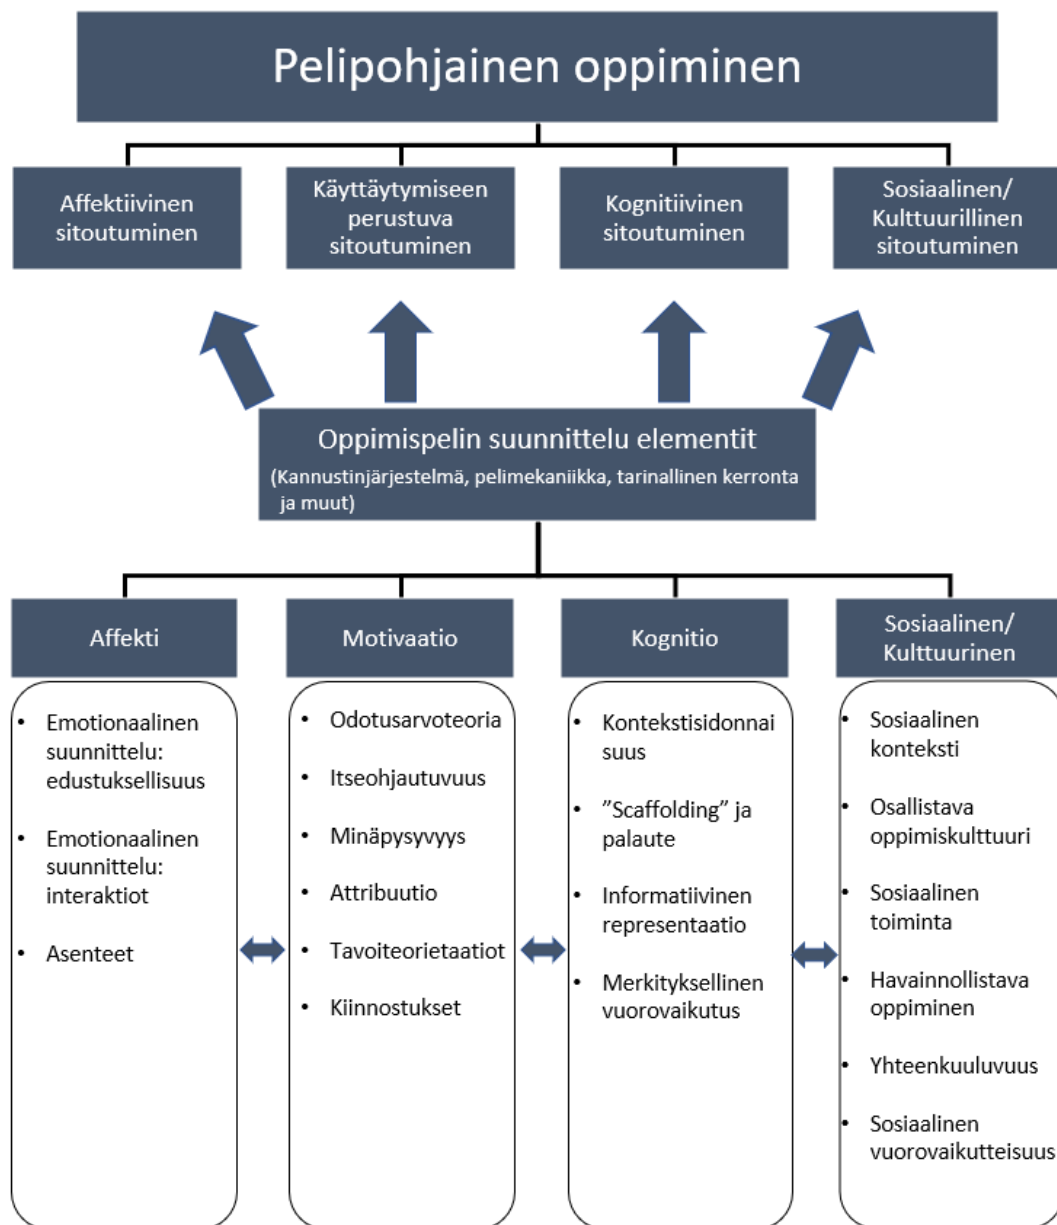 Pelipohjainen oppiminen
Affektiivinen
sitoutuminen
Käyttäytymiseen
perustuva
sitoutuminen
Kognitiivinen
sitoutuminen
Sosiaalinen/
Kulttuurillinen
sitoutuminen
Oppimispelin suunnittelu elementit
(Kannustinjärjestelmä, pelimekaniikka, tarinallinen kerronta
ja muut)
Affekti
Motivaatio
Kognitio
Sosiaalinen/
Kulttuurinen
• Emotionaalinen
suunnittelu:
edustuksellisuus
• Emotionaalinen
suunnittelu:
interaktiot
• Asenteet
• Odotusarvoteoria
• Itseohjautuvuus
• Minäpysyvyys
• Attribuutio
• Tavoiteorietaatiot
• Kiinnostukset
• Kontekstisidonnai
suus
• ”Scaffolding” ja
palaute
• Informatiivinen
representaatio
• Merkityksellinen
vuorovaikutus
• Sosiaalinen
konteksti
• Osallistava
oppimiskulttuuri
• Sosiaalinen
toiminta
• Havainnollistava
oppiminen
• Yhteenkuuluvuus
• Sosiaalinen
vuorovaikutteisuus